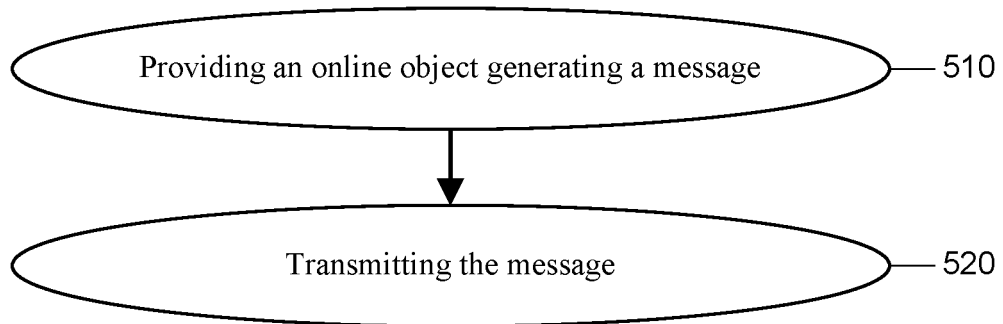 Providing an online object generating a message
510
Transmitting the message
520